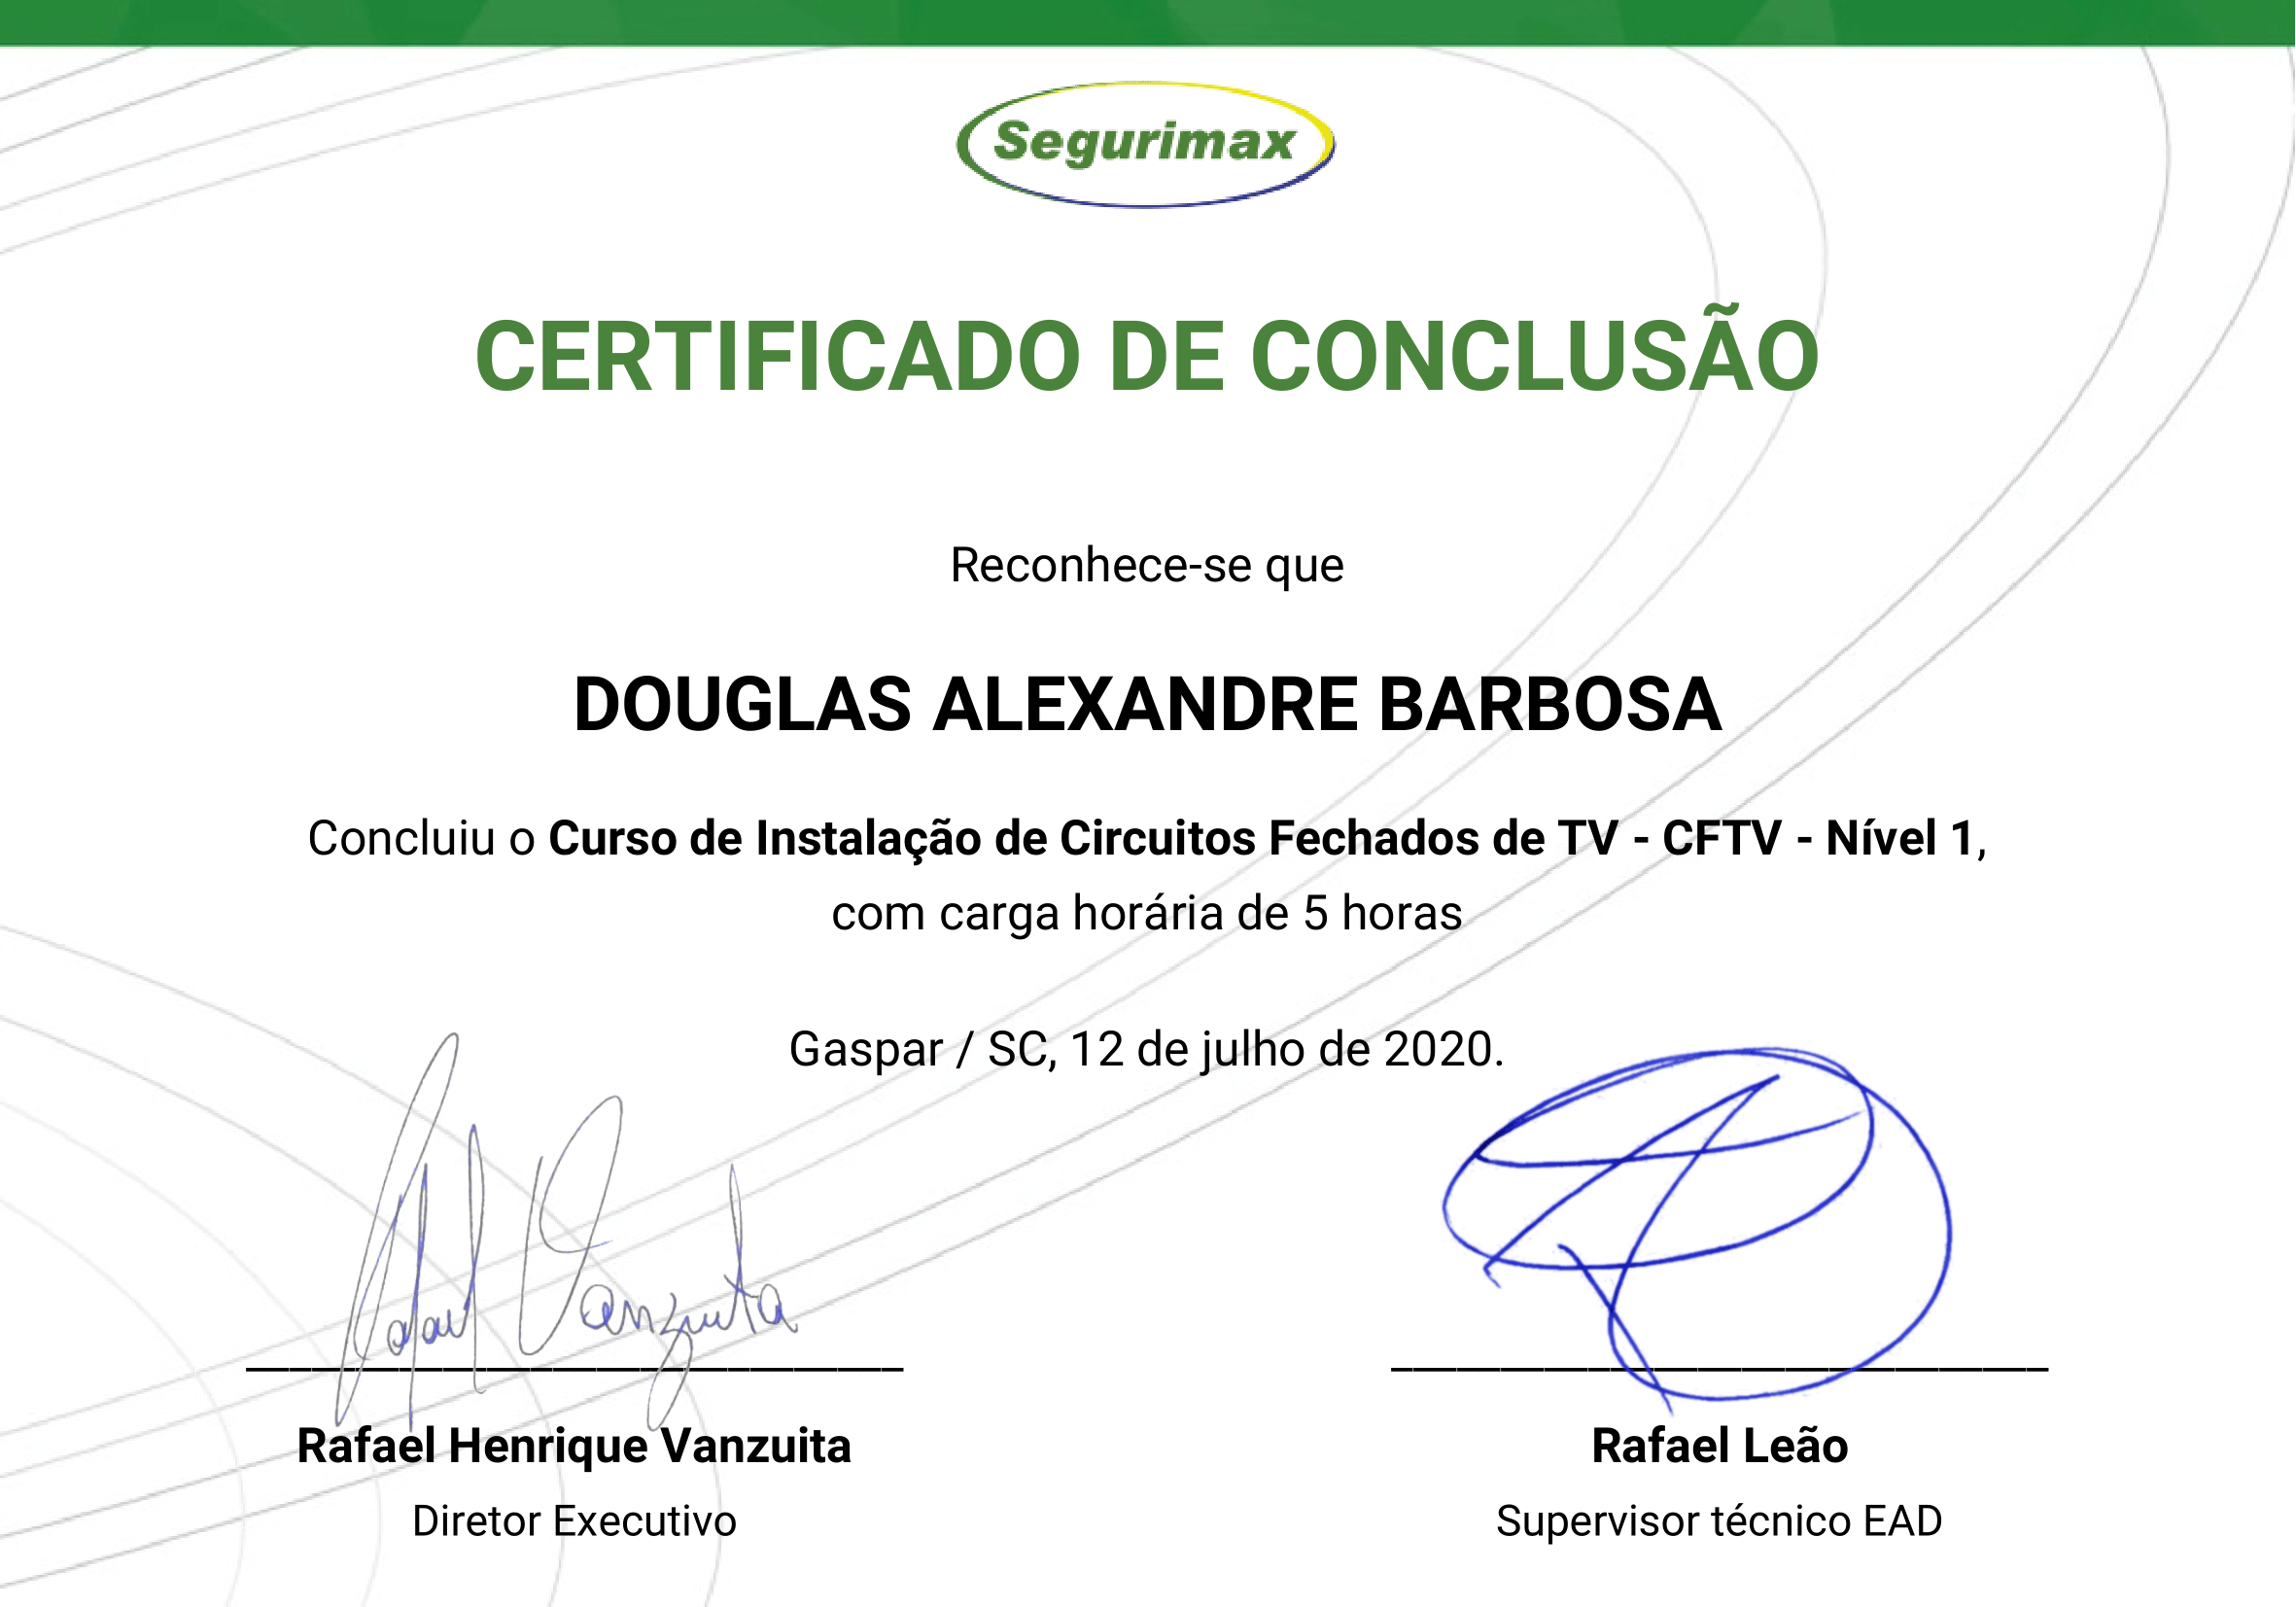 Segurimax
CERTIFICADO DE CONCLUSÃO
Reconhece-se que
DOUGLAS ALEXANDRE BARBOSA
Concluiu o Curso de Instalação de Circuitos Fechados de TV - CFTV - Nível 1,
com carga horária de 5 horas
Gaspar / SC, 12 de julho de 2020.
Rafael Vanzuita
Rafael Henrique Vanzuita
Diretor Executivo
Rafael Leão
Supervisor técnico EAD